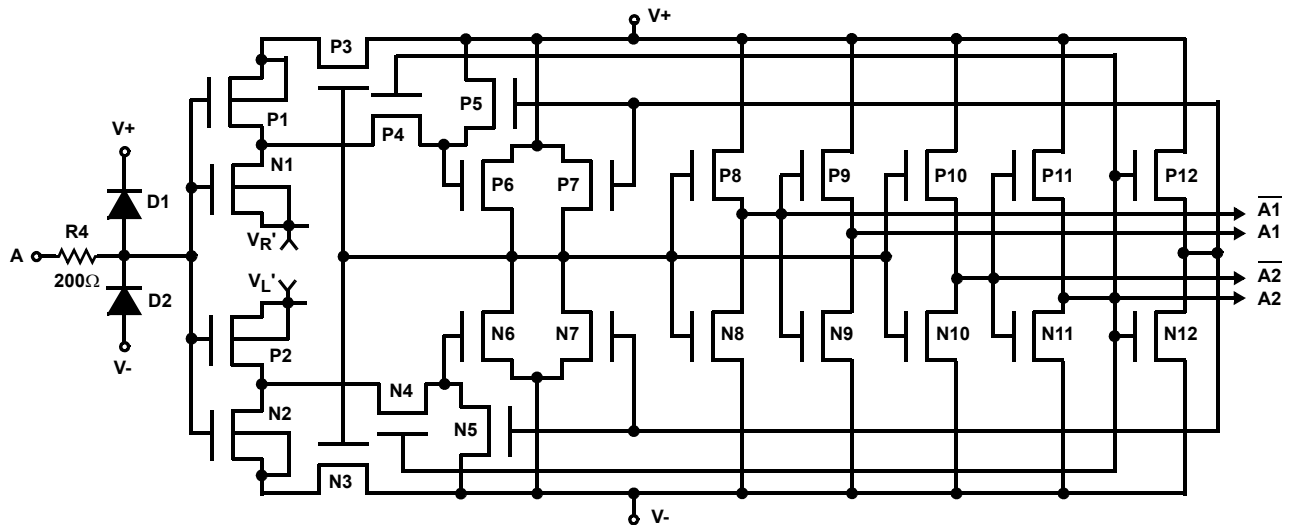 V+
P3
P5
P1
P4
V+
N1
P6
P7
P8
P9
P10
P11
P12
D1
A1
R4
VR'
A1
A
200Ω
VL'
A2
D2
A2
N6
N7
N8
N9
N10
N11
N12
P2
V-
N4
N2
N5
N3
V-